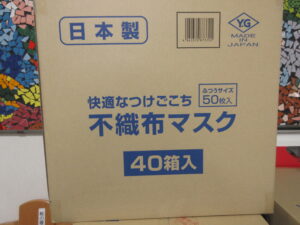 日本製
Y.G
MADE IN
JAPAN
快適なつけごこち
ふつうサイズ
50枚入
不織布マスク
40箱入